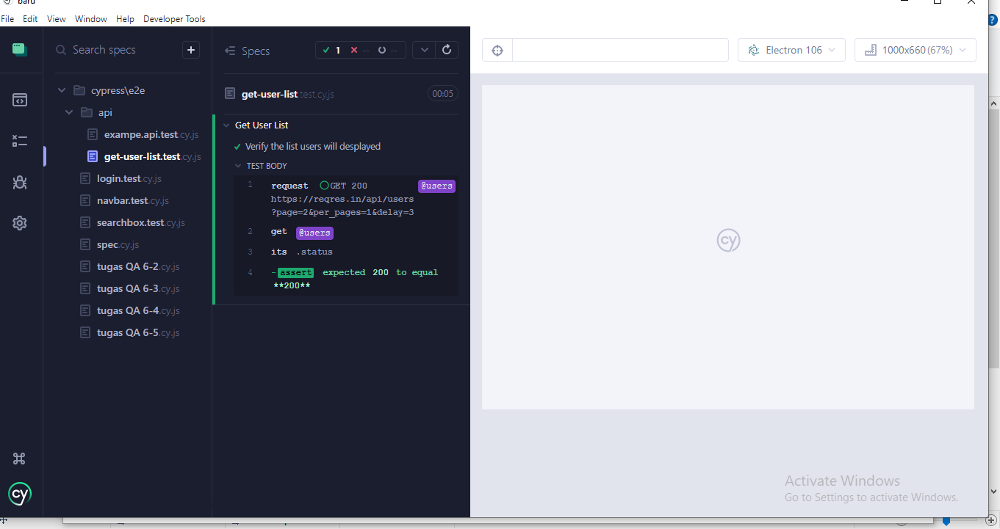 baru
File Edit View Window Help Developer Tools
Search specs
+
cypress\e2e
api
exampe.api.test.cy.js
get-user-list.test.cy.js
login.test.cy.js
navbar.test.cy.js
searchbox.test.cy.js
spec.cy.js
tugas QA 6-2.cy.js
tugas QA 6-3.cy.js
tugas QA 6-4.cy.js
tugas QA 6-5.cy.js
cy
Specs
1 -- --
get-user-list.test.cy.js 00:05
Get User List
Verify the list users will desplayed
TEST BODY
1 request GET 200 @users
https://reqres.in/api/users
?page=2&per_pages=1&delay=3
2 get @users
3 its .status
4 -assert expected 200 to equal
**200**
Electron 106
1000x660 (67%)
cy
Activate Windows
Go to Settings to activate Windows.
?